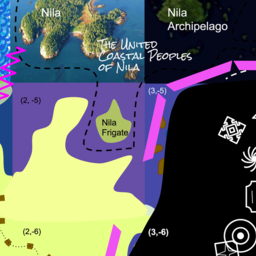 Nila
Nila
Archipelago
The United
Coastal Peoples
of Nila
(2, -5)
(3,-5)
Nila
Frigate
(2,-6)
(3,-6)